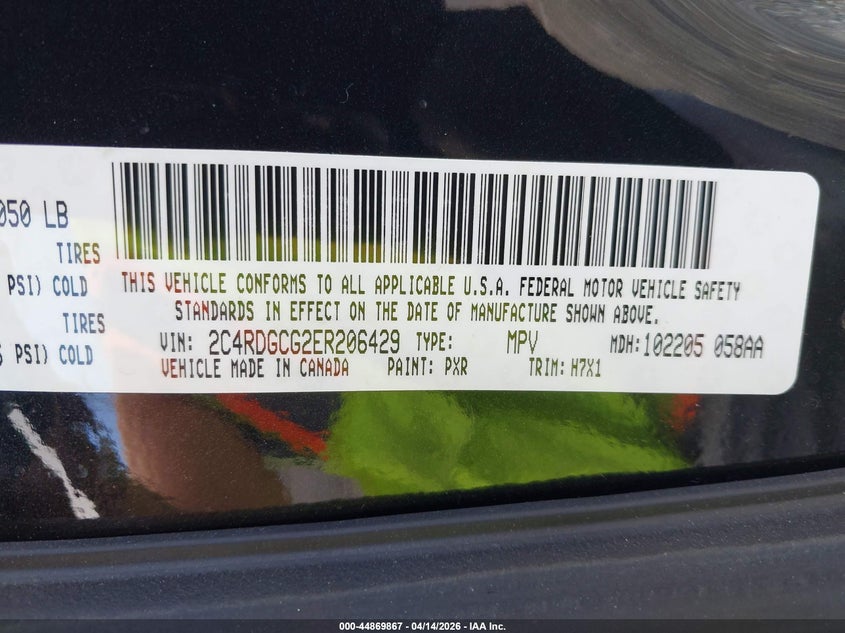 050 LB
TIRES
PSI) COLD
TIRES
PSI) COLD
THIS VEHICLE CONFORMS TO ALL APPLICABLE U.S.A. FEDERAL MOTOR VEHICLE SAFETY
STANDARDS IN EFFECT ON THE DATE OF MANUFACTURE SHOWN ABOVE.
VIN: 2C4RDGCG2ER206429 TYPE: MPV MDH: 102205 058AA
VEHICLE MADE IN CANADA PAINT: PXR TRIM: H7X1
000-44869867 - 04/14/2026 - IAA Inc.